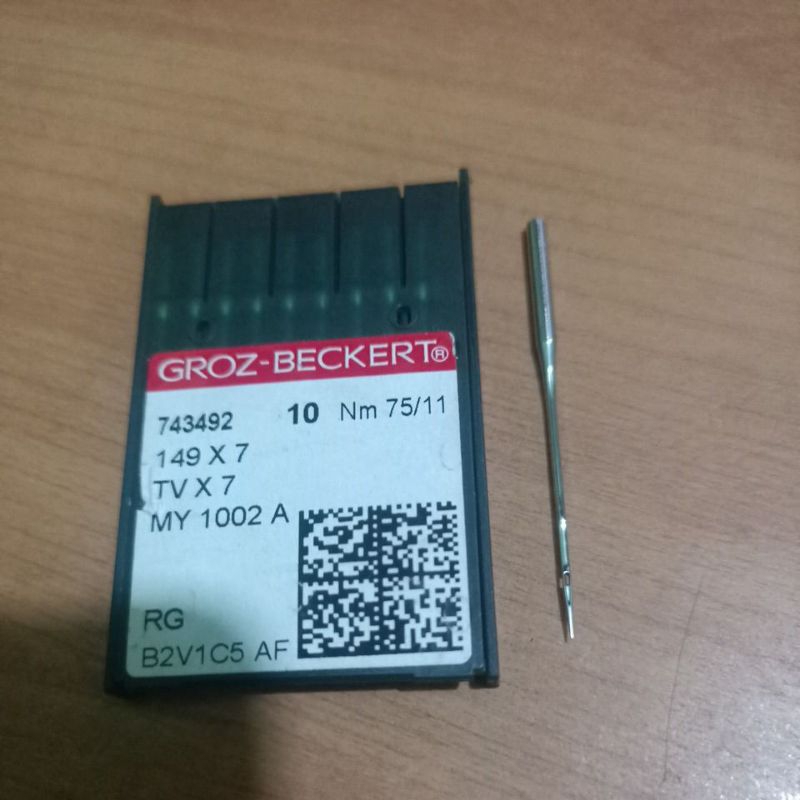 GROZ-BECKERT®
743492 10 Nm 75/11
149 X 7
TV X 7
MY 1002 A
RG
B2V1C5 AF